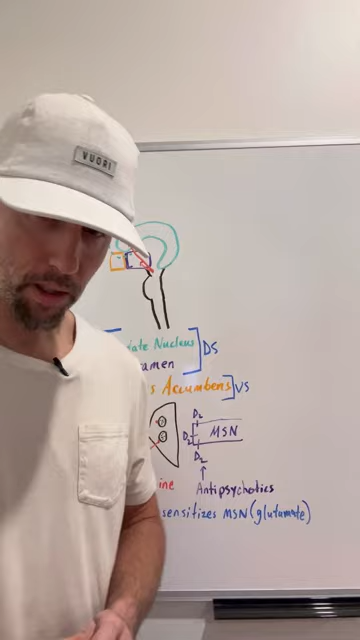 VUORI
ate Nucleus DS
amen
s Accumbens VS
D2
D2 MSN
D2
ine Antipsychotics
sensitizes MSN (glutamate)